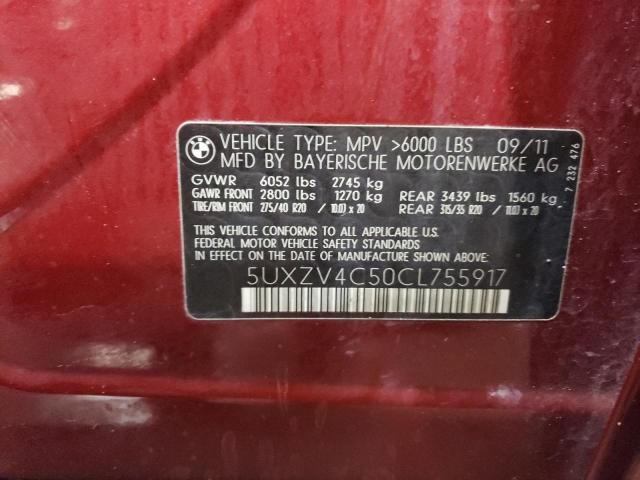 BMW
VEHICLE TYPE: MPV >6000 LBS 09/11
MFD BY BAYERISCHE MOTORENWERKE AG
GVWR 6052 lbs 2745 kg
GAWR FRONT 2800 lbs 1270 kg REAR 3439 lbs 1560 kg
TIRE/RIM FRONT 275/40 R20 / 10.0J x 20 REAR 315/35 R20 / 11.0J x 20
THIS VEHICLE CONFORMS TO ALL APPLICABLE U.S.
FEDERAL MOTOR VEHICLE SAFETY STANDARDS
IN EFFECT ON THE DATE OF MANUFACTURE SHOWN ABOVE.
5UXZV4C50CL755917
7 232 476